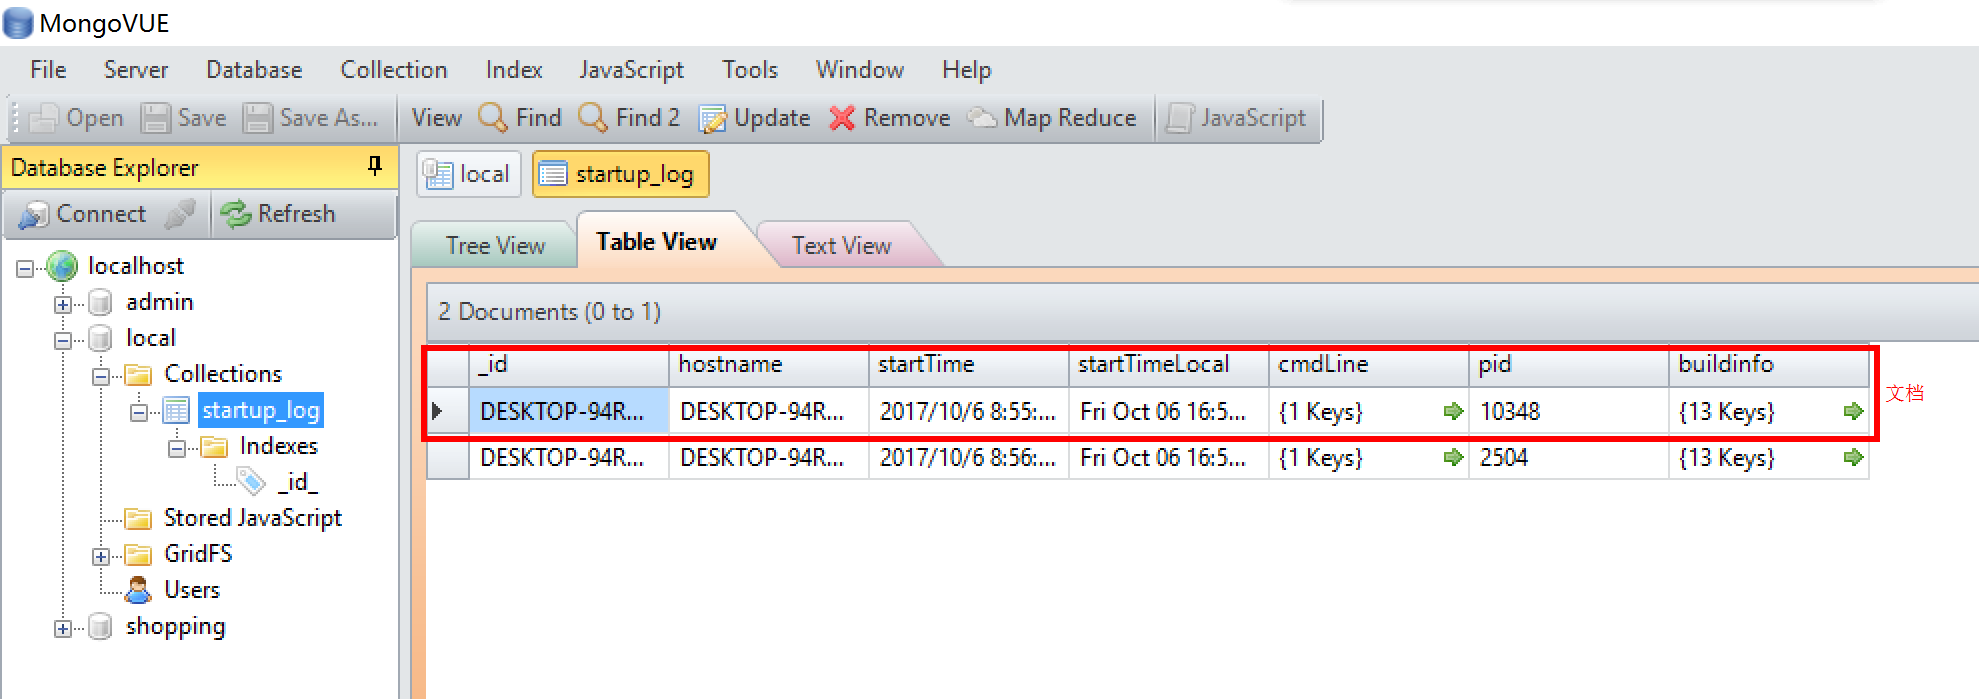 MongoVUE
File Server Database Collection Index JavaScript Tools Window Help
Open Save Save As... View Find Find 2 Update Remove Map Reduce JavaScript
Database Explorer
Connect Refresh
localhost
admin
local
Collections
startup_log
Indexes
_id_
Stored JavaScript
GridFS
Users
shopping
local startup_log
Tree View Table View Text View
2 Documents (0 to 1)
_id hostname startTime startTimeLocal cmdLine pid buildinfo
DESKTOP-94R... DESKTOP-94R... 2017/10/6 8:55:... Fri Oct 06 16:5... {1 Keys} 10348 {13 Keys}
文档
DESKTOP-94R... DESKTOP-94R... 2017/10/6 8:56:... Fri Oct 06 16:5... {1 Keys} 2504 {13 Keys}